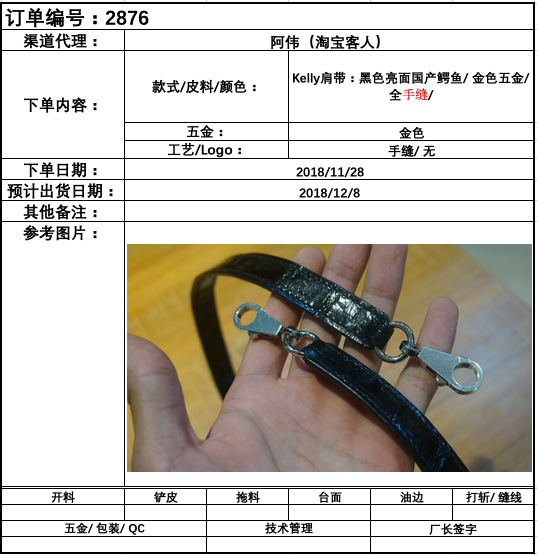 订单编号：2876
渠道代理：
阿伟（淘宝客人）
下单内容：
款式/皮料/颜色：
Kelly肩带：黑色亮面国产鳄鱼/ 金色五金/
全手缝/
五金：
金色
工艺/Logo：
手缝/ 无
下单日期：
2018/11/28
预计出货日期：
2018/12/8
其他备注：
参考图片：
开料
铲皮
拖料
台面
油边
打斩/ 缝线
五金/ 包装/ QC
技术管理
厂长签字